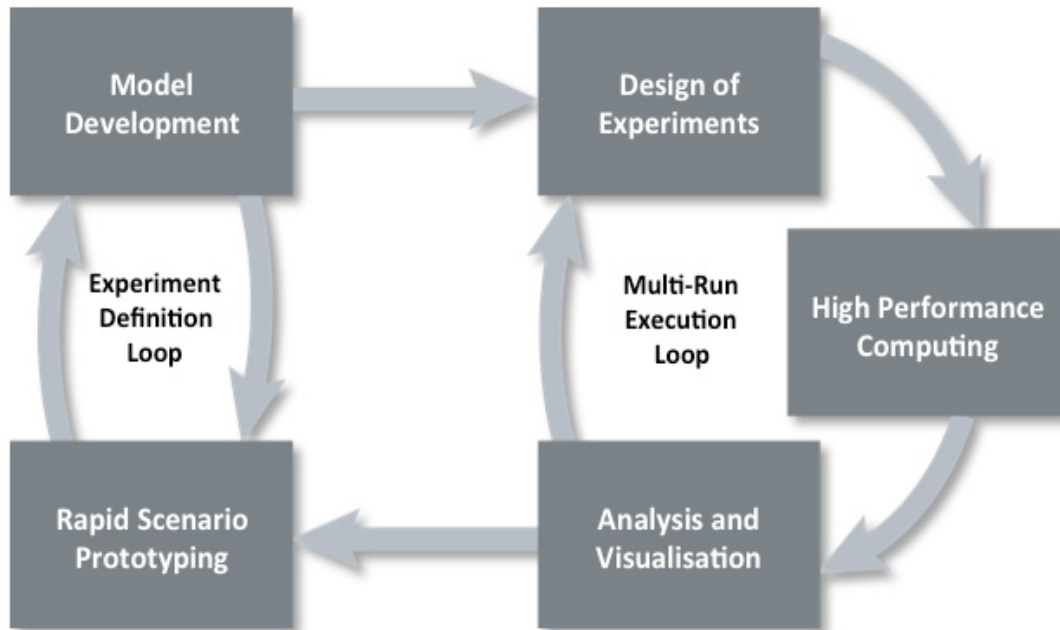 Model
Development
Design of
Experiments
Experiment
Definition
Loop
Multi-Run
Execution
Loop
High Performance
Computing
Rapid Scenario
Prototyping
Analysis and
Visualisation